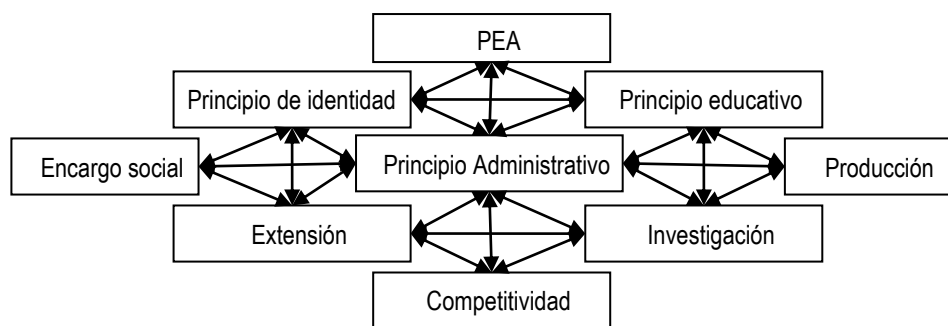 PEA
Principio de identidad
Principio educativo
Encargo social
Principio Administrativo
Producción
Extensión
Investigación
Competitividad